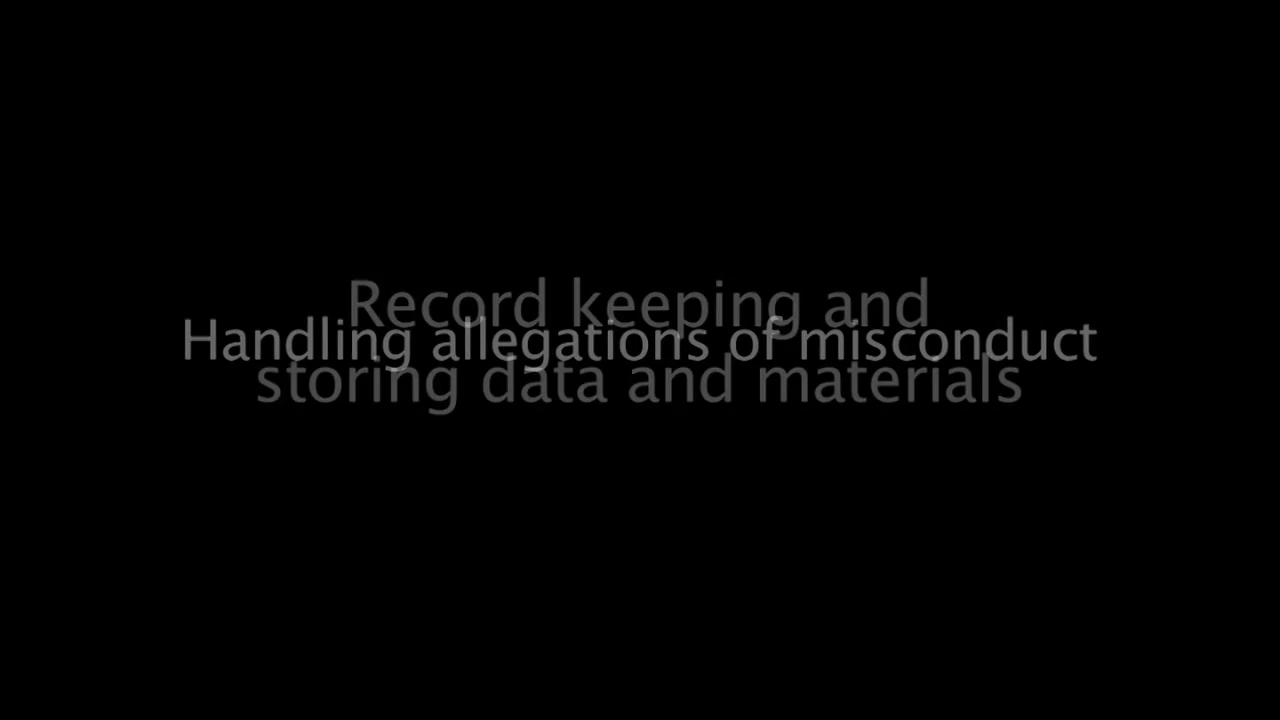 Record keeping and
Handling allegations of misconduct
storing data and materials